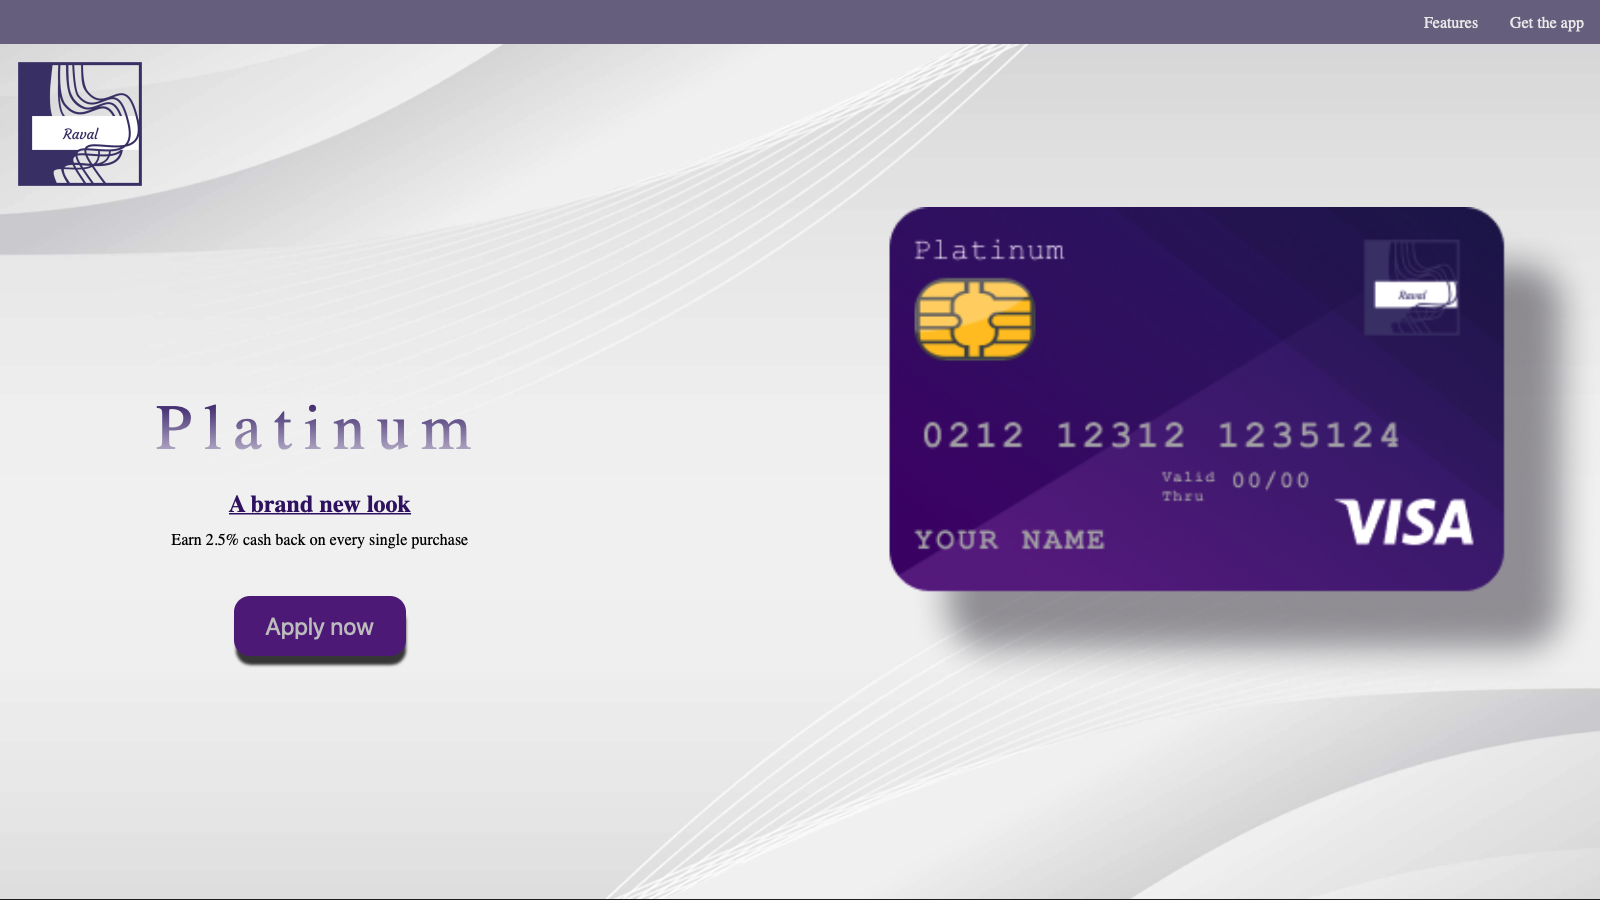 Features
Get the app
Raval
Platinum
Raval
0212 12312 1235124
Valid
Thru
00/00
VISA
YOUR NAME
Platinum
A brand new look
Earn 2.5% cash back on every single purchase
Apply now